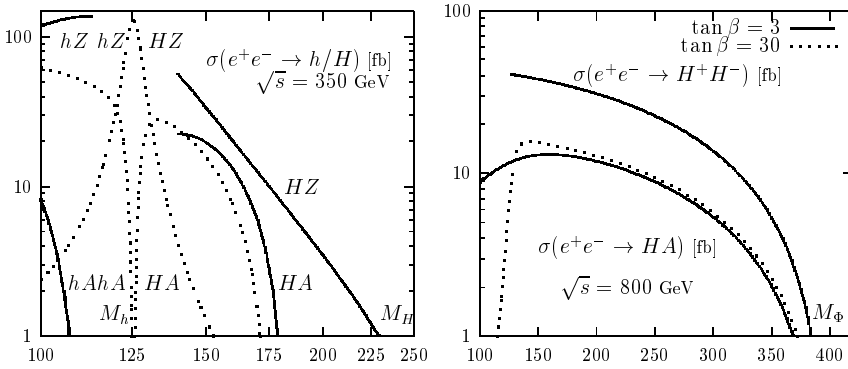 100
10
1
hZ hZ HZ
σ(e⁺e⁻ → h/H) [fb]
√s = 350 GeV
HZ
hA hA HA
HA
M_h
M_H
100 125 150 175 200 225 250
100
10
1
tan β = 3
tan β = 30
σ(e⁺e⁻ → H⁺H⁻) [fb]
σ(e⁺e⁻ → HA) [fb]
√s = 800 GeV
M_Φ
100 150 200 250 300 350 400